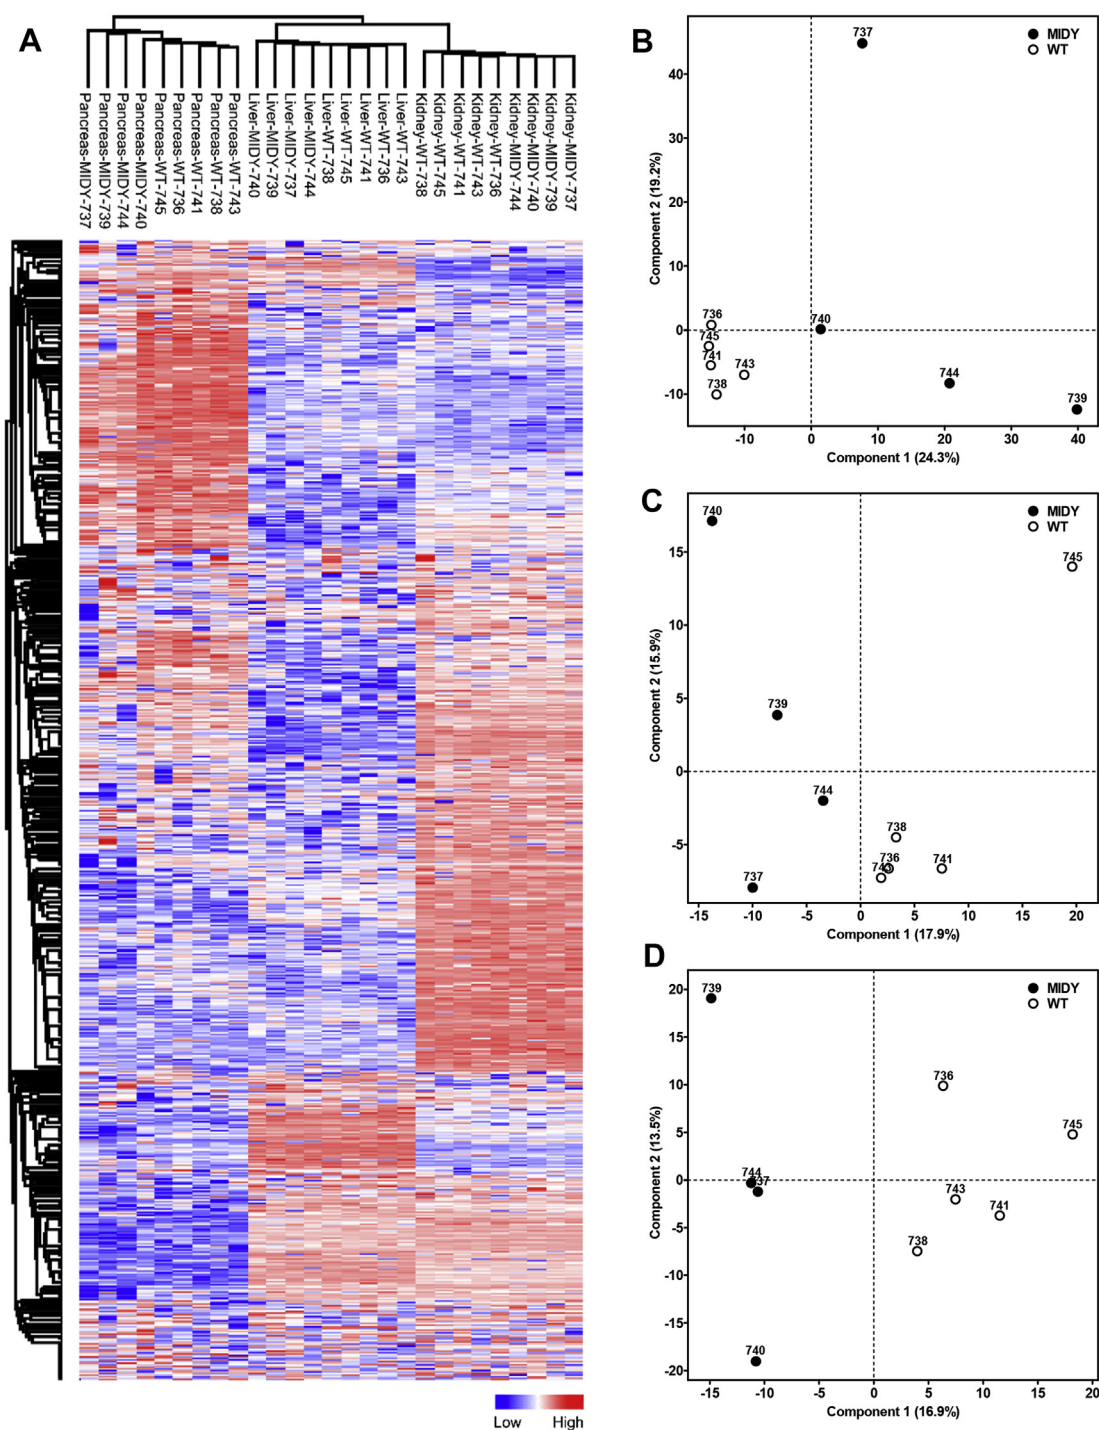 A
Pancreas-MIDY-737
Pancreas-MIDY-739
Pancreas-MIDY-744
Pancreas-MIDY-740
Pancreas-WT-745
Pancreas-WT-736
Pancreas-WT-741
Pancreas-WT-738
Pancreas-WT-743
Liver-MIDY-740
Liver-MIDY-739
Liver-MIDY-737
Liver-MIDY-744
Liver-WT-738
Liver-WT-745
Liver-WT-741
Liver-WT-736
Liver-WT-743
Kidney-WT-738
Kidney-WT-745
Kidney-WT-741
Kidney-WT-743
Kidney-WT-736
Kidney-MIDY-744
Kidney-MIDY-740
Kidney-MIDY-739
Kidney-MIDY-737
Low High
B
MIDY
WT
737
736
745
741
738
743
740
744
739
40
30
20
10
0
-10
-10 0 10 20 30 40
Component 2 (19.2%)
Component 1 (24.3%)
C
MIDY
WT
740
745
739
744
738
736
741
737
15
10
5
0
-5
-15 -10 -5 0 5 10 15 20
Component 2 (15.9%)
Component 1 (17.9%)
D
MIDY
WT
739
736
745
744
743
741
738
740
20
15
10
5
0
-5
-10
-15
-20
-15 -10 -5 0 5 10 15 20
Component 2 (13.5%)
Component 1 (16.9%)